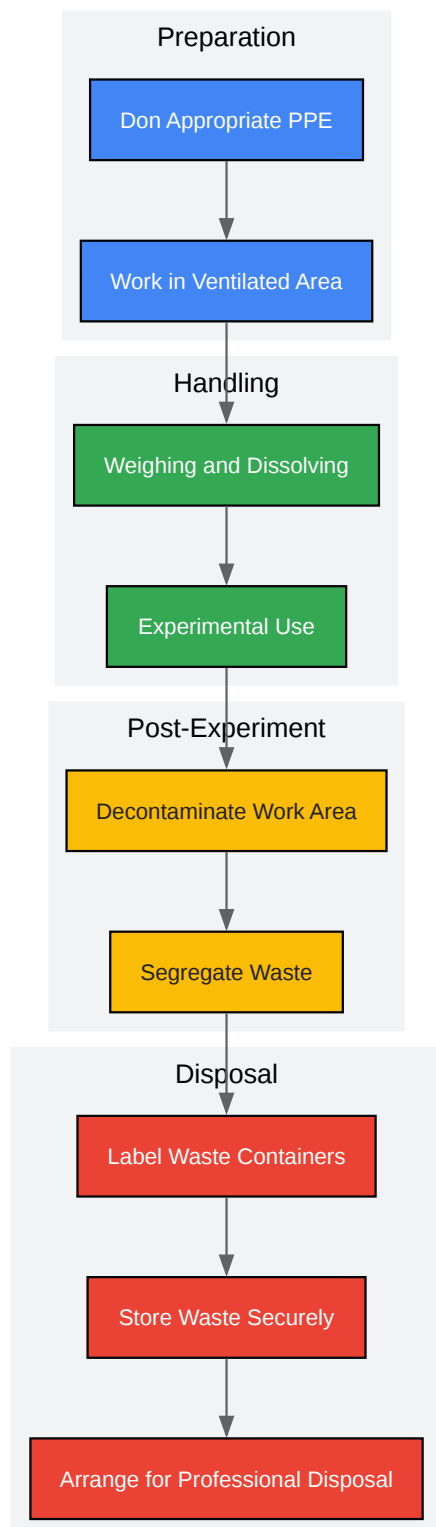 Preparation
Don Appropriate PPE
Work in Ventilated Area
Handling
Weighing and Dissolving
Experimental Use
Post-Experiment
Decontaminate Work Area
Segregate Waste
Disposal
Label Waste Containers
Store Waste Securely
Arrange for Professional Disposal